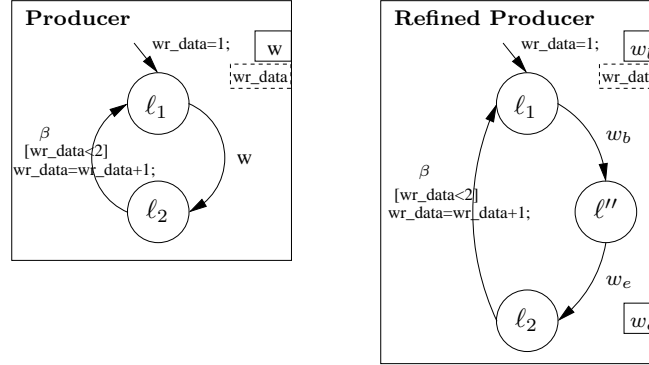 Producer
wr_data=1;
w
wr_data
ℓ1
β
[wr_data<2]
wr_data=wr_data+1;
w
ℓ2
Refined Producer
wr_data=1;
ℓ1
w_b
β
[wr_data<2]
wr_data=wr_data+1;
ℓ''
w_e
ℓ2